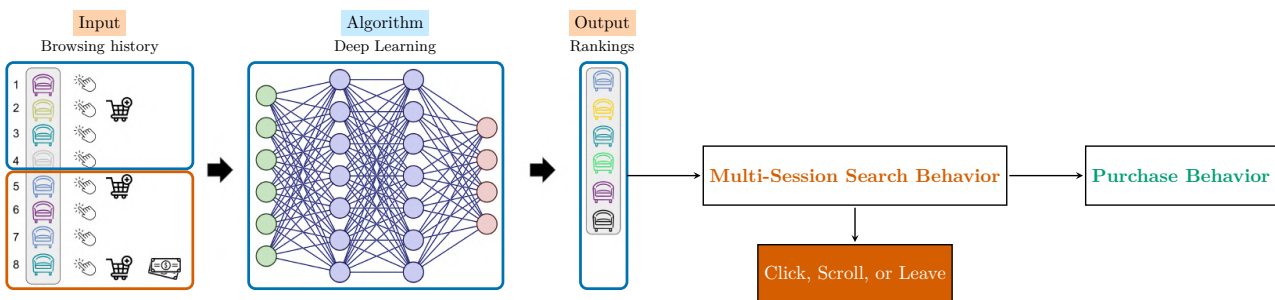 Input
Browsing history
Algorithm
Deep Learning
Output
Rankings
1
2
3
4
5
6
7
8
$
Multi-Session Search Behavior
Purchase Behavior
Click, Scroll, or Leave